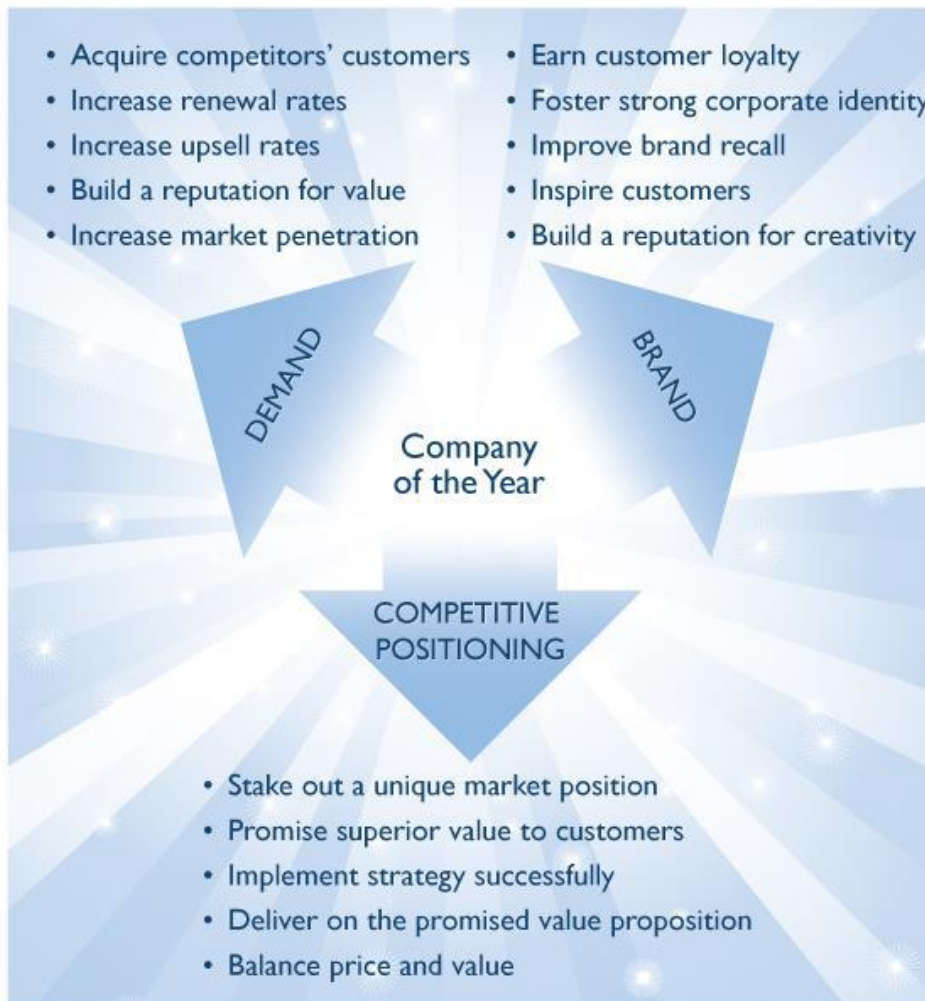 • Acquire competitors’ customers
• Increase renewal rates
• Increase upsell rates
• Build a reputation for value
• Increase market penetration
• Earn customer loyalty
• Foster strong corporate identity
• Improve brand recall
• Inspire customers
• Build a reputation for creativity
DEMAND
BRAND
Company
of the Year
COMPETITIVE
POSITIONING
• Stake out a unique market position
• Promise superior value to customers
• Implement strategy successfully
• Deliver on the promised value proposition
• Balance price and value